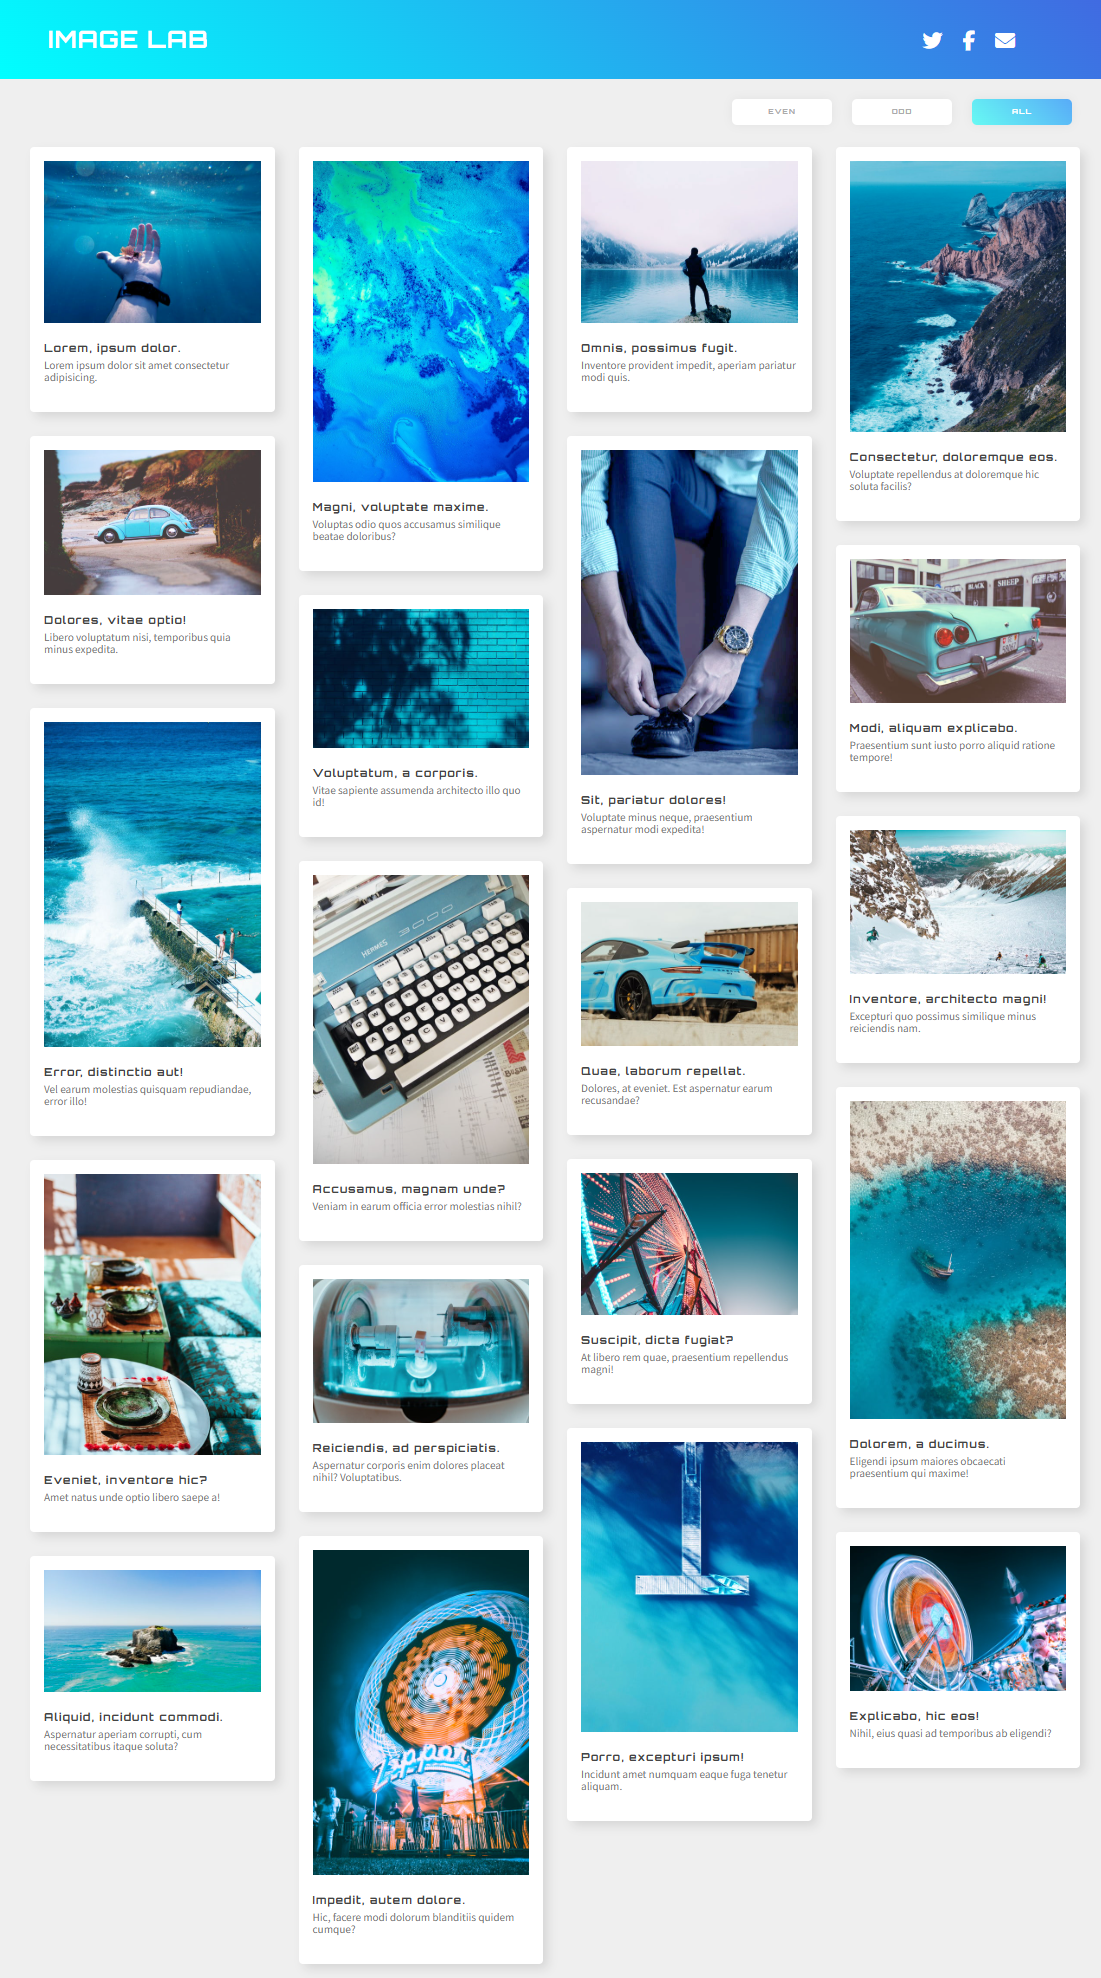 IMAGE LAB
EVEN
ODD
ALL
Lorem, ipsum dolor.
Lorem ipsum dolor sit amet consectetur
adipisicing.
Dolores, vitae optio!
Libero voluptatum nisi, temporibus quia
minus expedita.
Error, distinctio aut!
Vel earum molestias quisquam repudiandae,
error illo!
Eveniet, inventore hic?
Amet natus unde optio libero saepe a!
Aliquid, incidunt commodi.
Aspernatur aperiam corrupti, cum
necessitatibus itaque soluta?
Magni, voluptate maxime.
Voluptas odio quos accusamus similique
beatae doloribus?
Voluptatum, a corporis.
Vitae sapiente assumenda architecto illo quo
id!
HERMES 3000
Accusamus, magnam unde?
Veniam in earum officia error molestias nihil?
Reiciendis, ad perspiciatis.
Aspernatur corporis enim dolores placeat
nihil? Voluptatibus.
Impedit, autem dolore.
Hic, facere modi dolorum blanditiis quidem
cumque?
Omnis, possimus fugit.
Inventore provident impedit, aperiam pariatur
modi quis.
Sit, pariatur dolores!
Voluptate minus neque, praesentium
aspernatur modi expedita!
Quae, laborum repellat.
Dolores, at eveniet. Est aspernatur earum
recusandae?
Suscipit, dicta fugiat?
At libero rem quae, praesentium repellendus
magni!
Porro, excepturi ipsum!
Incidunt amet numquam eaque fuga tenetur
aliquam.
Consectetur, doloremque eos.
Voluptate repellendus at doloremque hic
soluta facilis?
BLACK SHEEP
Modi, aliquam explicabo.
Praesentium sunt iusto porro aliquid ratione
tempore!
Inventore, architecto magni!
Excepturi quo possimus similique minus
reiciendis nam.
Dolorem, a ducimus.
Eligendi ipsum maiores obcaecati
praesentium qui maxime!
Explicabo, hic eos!
Nihil, eius quasi ad temporibus ab eligendi?